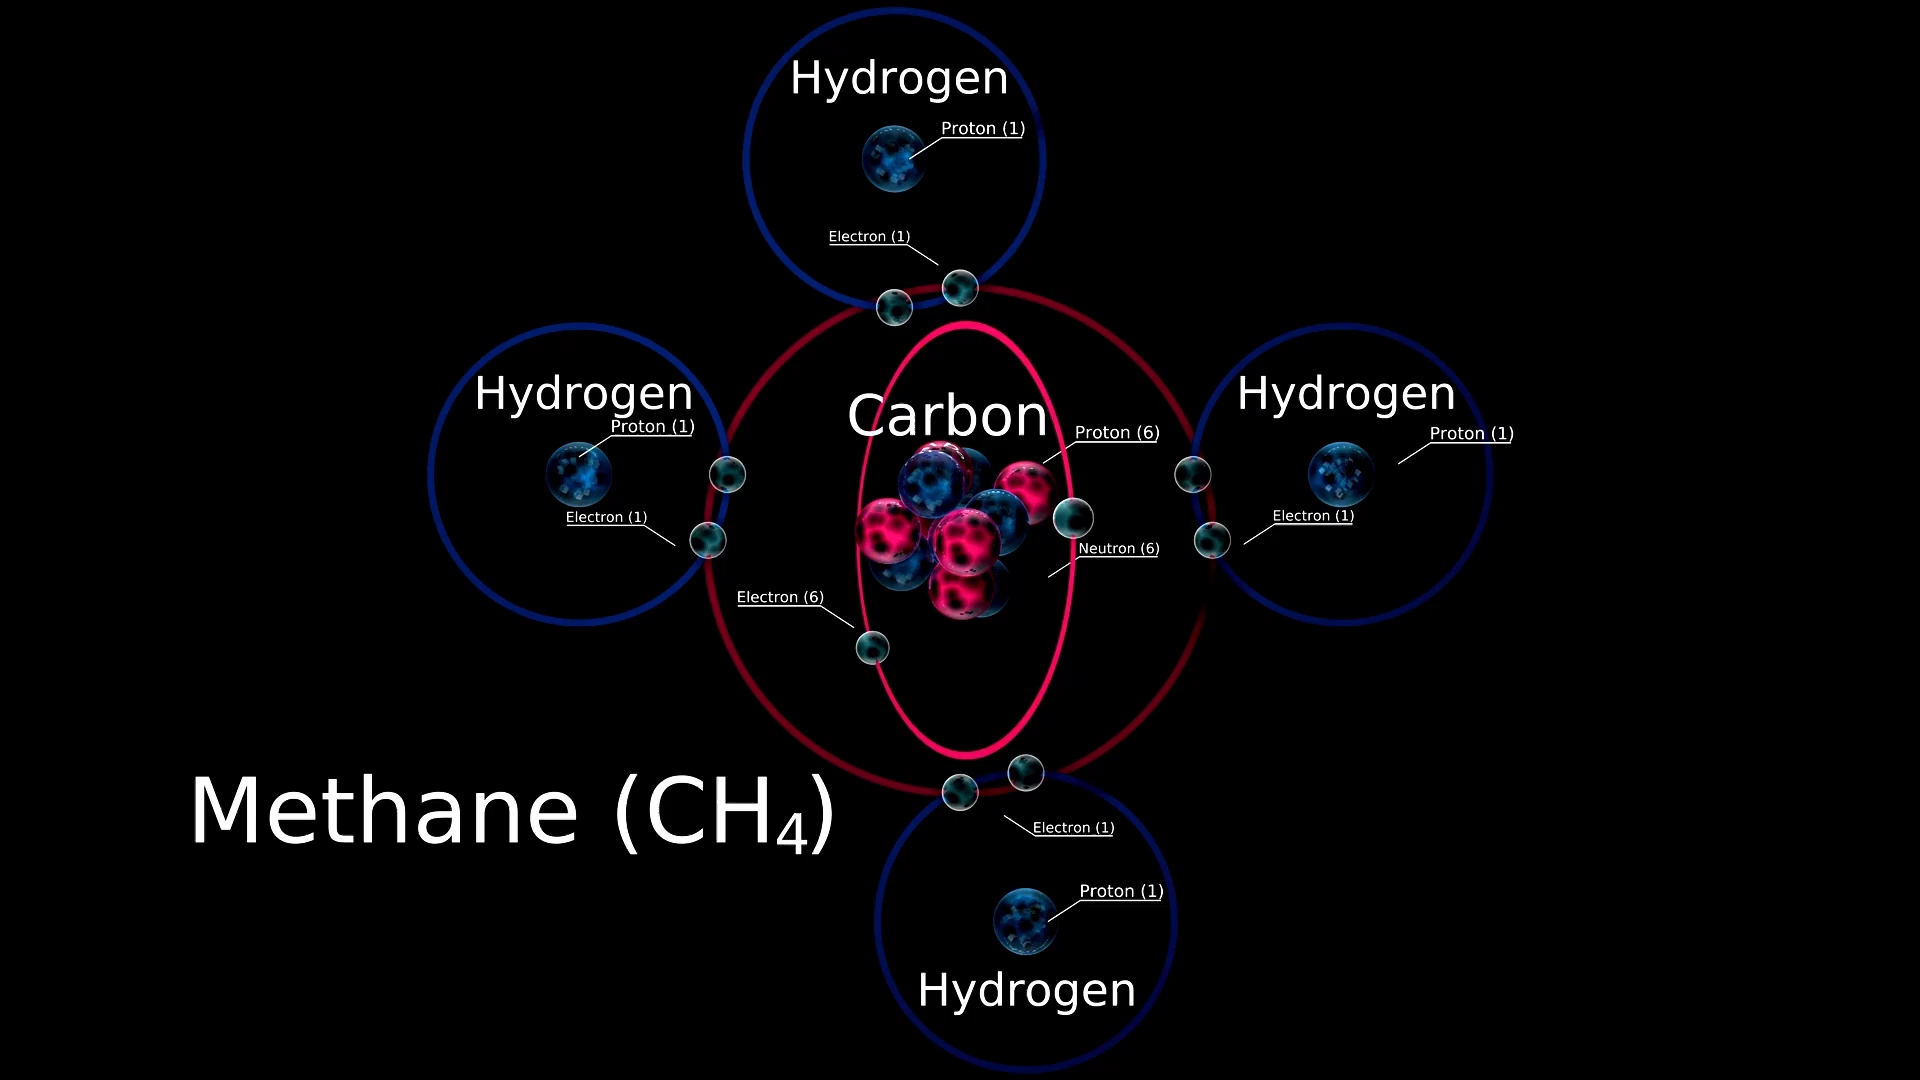 Hydrogen
Proton (1)
Electron (1)
Hydrogen
Proton (1)
Electron (1)
Carbon
Proton (6)
Neutron (6)
Electron (6)
Hydrogen
Proton (1)
Electron (1)
Methane (CH₄)
Electron (1)
Proton (1)
Hydrogen